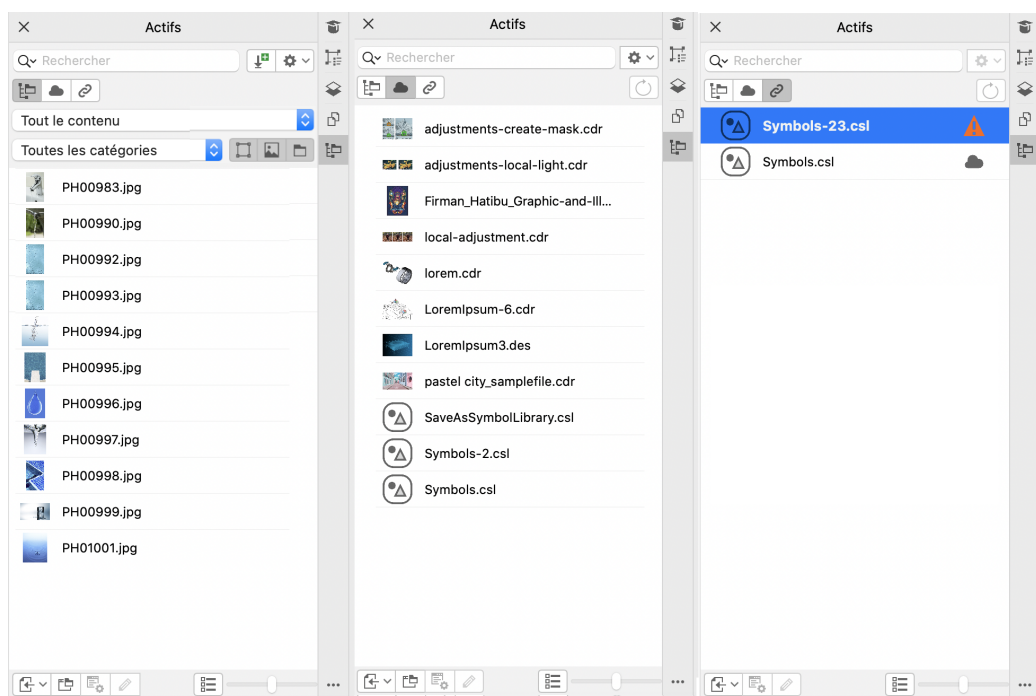 Actifs
Rechercher
Tout le contenu
Toutes les catégories
PH00983.jpg
PH00990.jpg
PH00992.jpg
PH00993.jpg
PH00994.jpg
PH00995.jpg
PH00996.jpg
PH00997.jpg
PH00998.jpg
PH00999.jpg
PH01001.jpg
Actifs
Rechercher
adjustments-create-mask.cdr
adjustments-local-light.cdr
Firman_Hatibu_Graphic-and-Ill...
local-adjustment.cdr
lorem.cdr
LoremIpsum-6.cdr
LoremIpsum3.des
pastel city_samplefile.cdr
SaveAsSymbolLibrary.csl
Symbols-2.csl
Symbols.csl
Actifs
Rechercher
Symbols-23.csl
Symbols.csl